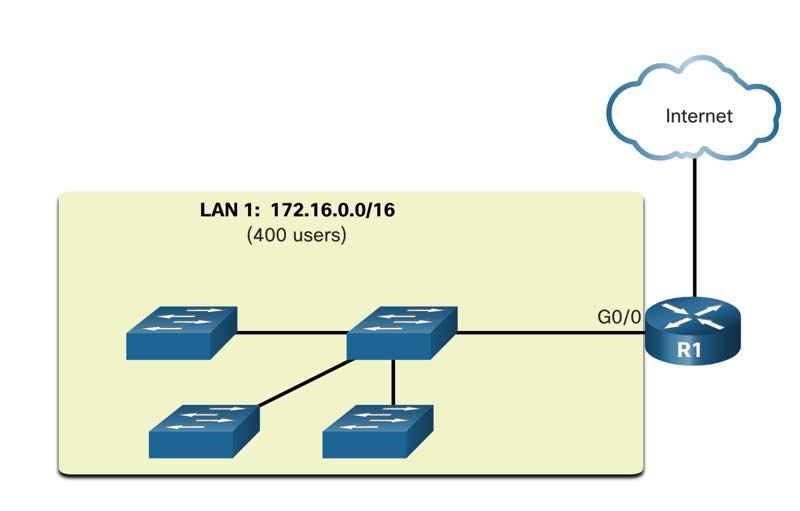 Internet
LAN 1: 172.16.0.0/16
(400 users)
G0/0
R1